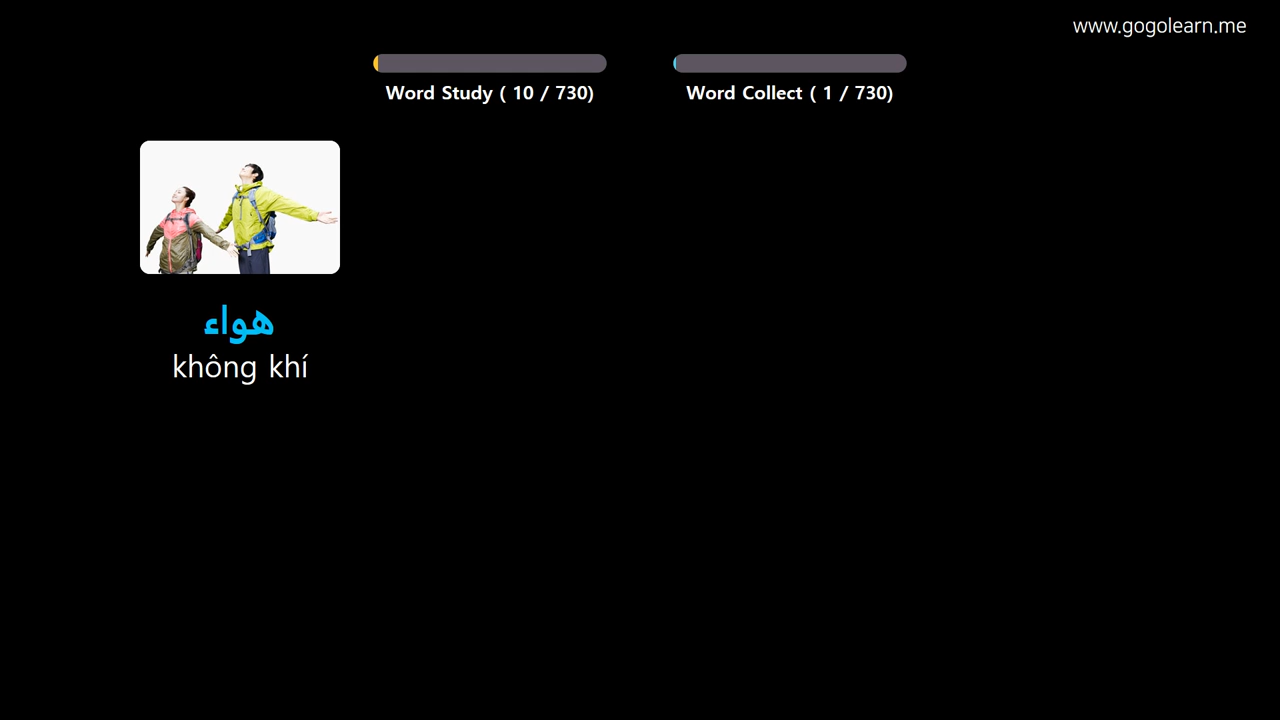 www.gogolearn.me
Word Study ( 10 / 730)
Word Collect ( 1 / 730)
هواء
không khí